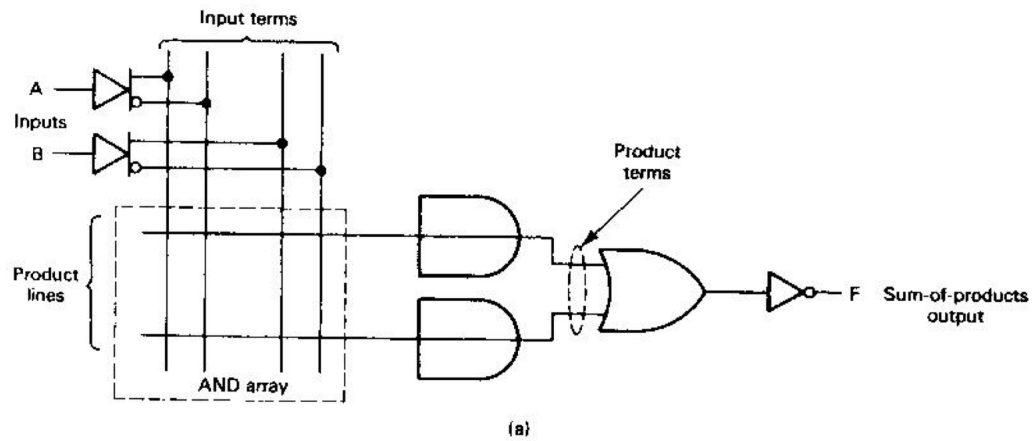 Input terms
A
Inputs
B
Product
terms
Product
lines
F
Sum-of-products
output
AND array
(a)